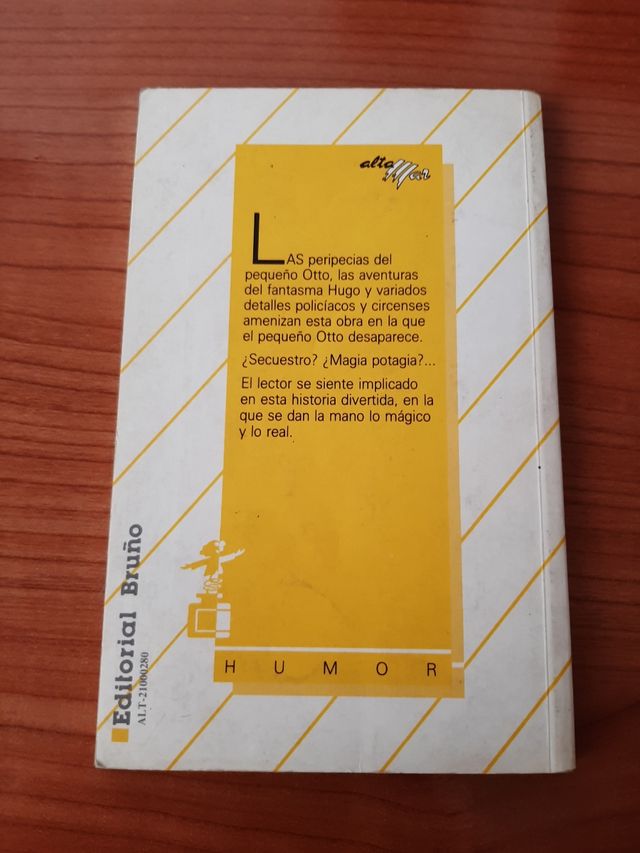 alta Mar
LAS peripecias del
pequeño Otto, las aventuras
del fantasma Hugo y variados
detalles policíacos y circenses
amenizan esta obra en la que
el pequeño Otto desaparece.
¿Secuestro? ¿Magia potagia?...
El lector se siente implicado
en esta historia divertida, en la
que se dan la mano lo mágico
y lo real.
HUMOR
Editorial Bruño
ALT-21000280